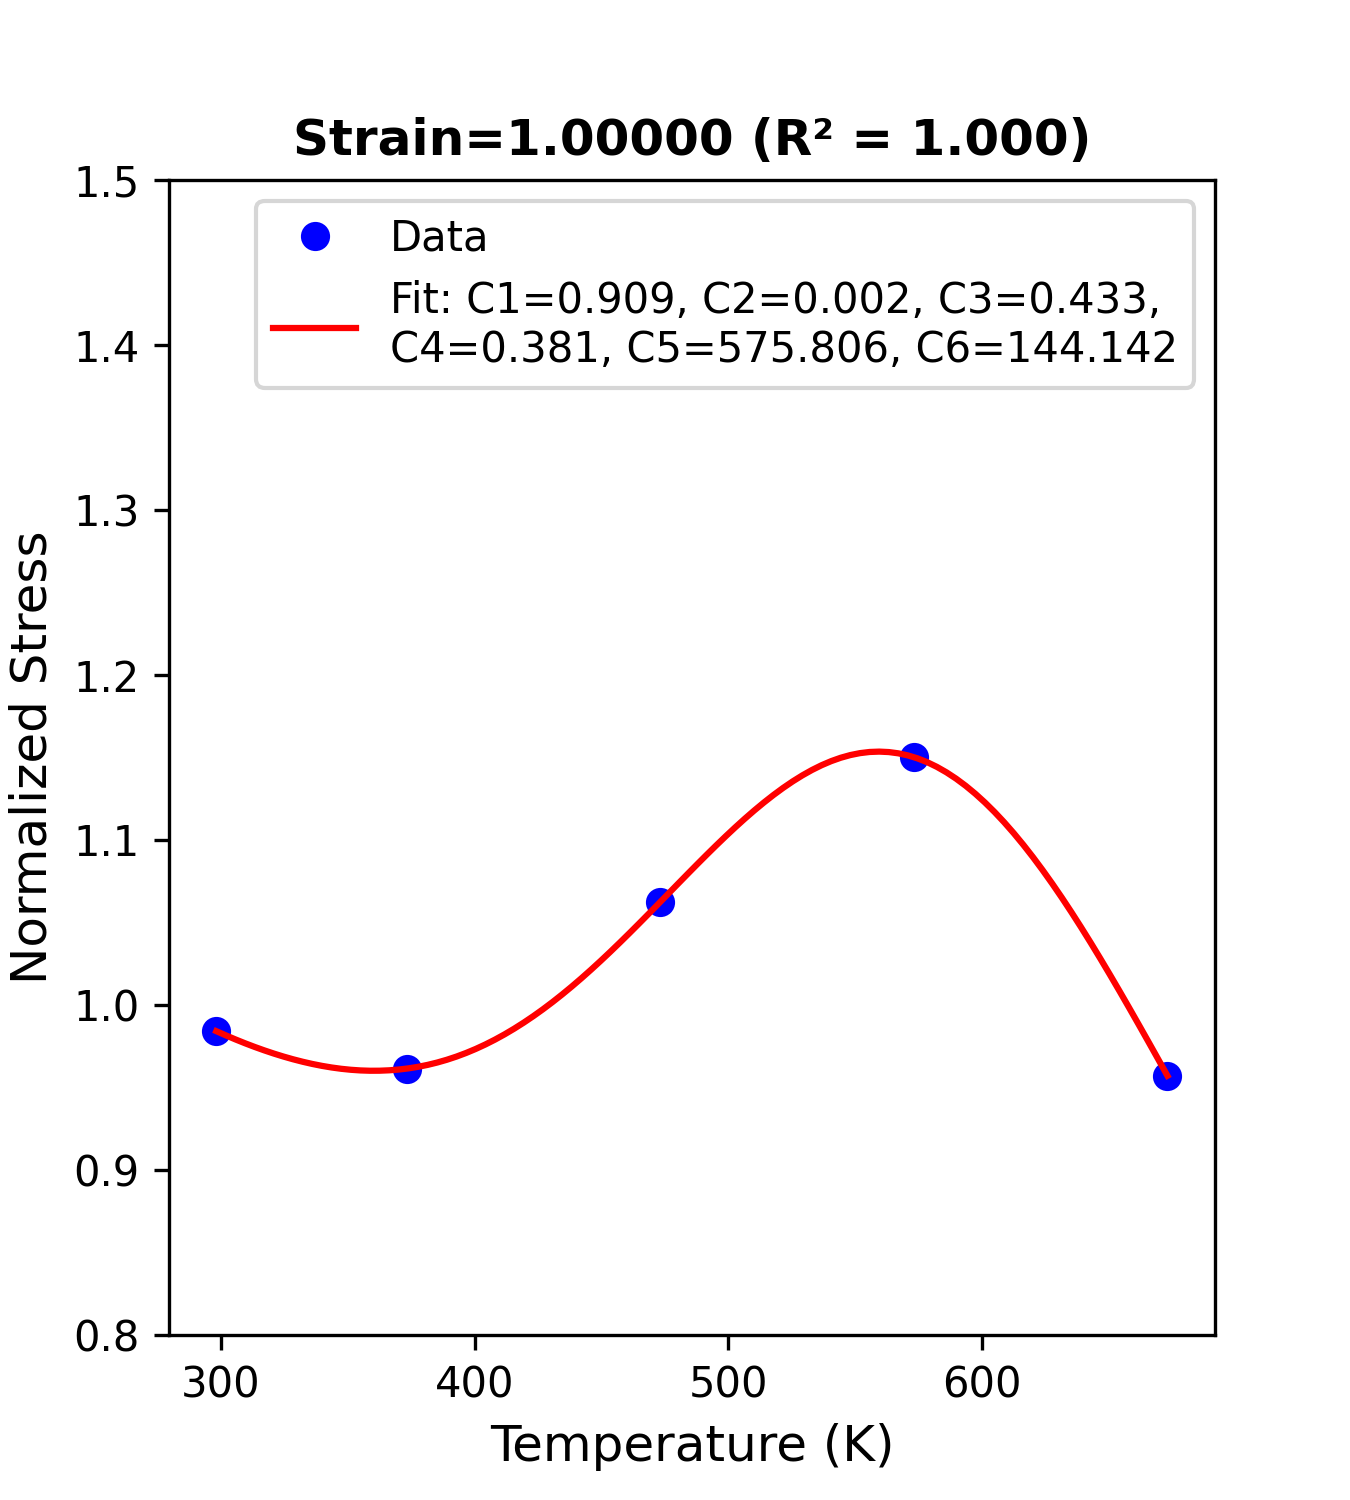 Strain=1.00000 (R² = 1.000)
Data
Fit: C1=0.909, C2=0.002, C3=0.433,
C4=0.381, C5=575.806, C6=144.142
1.5
1.4
1.3
1.2
1.1
1.0
0.9
0.8
Normalized Stress
300 400 500 600
Temperature (K)